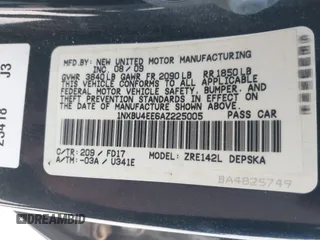 MFD. BY: NEW UNITED MOTOR MANUFACTURING
INC. 08/09
GVWR 3840LB GAWR FR 2090LB RR 1850LB
THIS VEHICLE CONFORMS TO ALL APPLICABLE
FEDERAL MOTOR VEHICLE SAFETY,
BUMPER, AND THEFT PREVENTION
STANDARDS IN EFFECT ON THE DATE OF
MANUFACTURE SHOWN ABOVE.
1NXBU4EE6AZ225005 PASS CAR
C/TR: 209 / FD17 MODEL: ZRE142L DEPSKA
A/TM: -03A / U341E
BA4825749
23418 J3